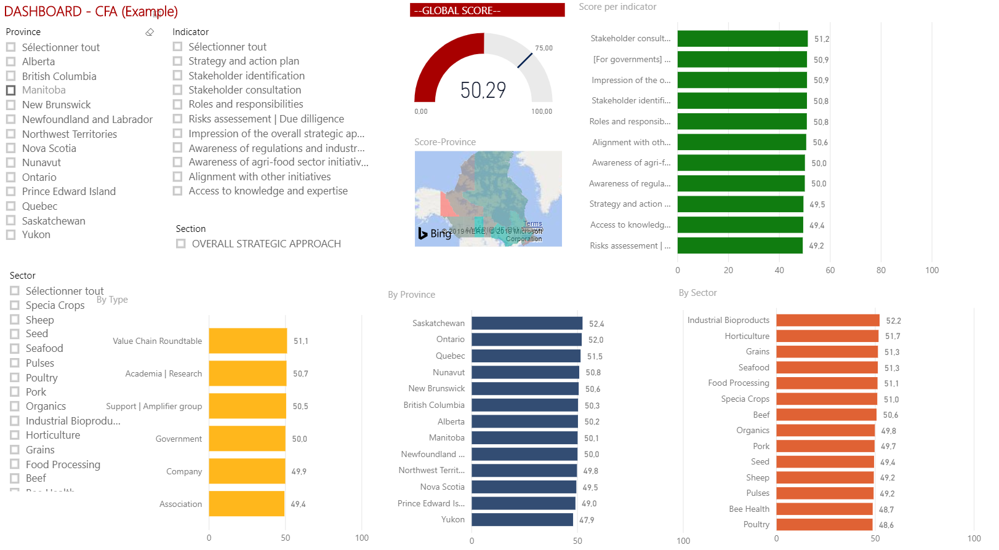 DASHBOARD - CFA (Example)
Province
Sélectionner tout
Alberta
British Columbia
Manitoba
New Brunswick
Newfoundland and Labrador
Northwest Territories
Nova Scotia
Nunavut
Ontario
Prince Edward Island
Quebec
Saskatchewan
Yukon
Indicator
Sélectionner tout
Strategy and action plan
Stakeholder identification
Stakeholder consultation
Roles and responsibilities
Risks assessement | Due dilligence
Impression of the overall strategic ap...
Awareness of regulations and industr...
Awareness of agri-food sector initiativ...
Alignment with other initiatives
Access to knowledge and expertise
Section
OVERALL STRATEGIC APPROACH
--GLOBAL SCORE--
75,00
50,29
0,00
100,00
Score-Province
Bing
Terms
© 2019 HERE, © 2019 Microsoft
Corporation
Score per indicator
Stakeholder consult... 51,2
[For governments] ... 50,9
Impression of the o... 50,9
Stakeholder identifi... 50,8
Roles and responsib... 50,8
Alignment with oth... 50,6
Awareness of agri-f... 50,0
Awareness of regula... 50,0
Strategy and action ... 49,5
Access to knowledg... 49,4
Risks assessement | ... 49,2
0 20 40 60 80 100
Sector
Sélectionner tout
Specia Crops
Sheep
Seed
Seafood
Pulses
Poultry
Pork
Organics
Industrial Bioprodu...
Horticulture
Grains
Food Processing
Beef
Bee Health
By Type
Value Chain Roundtable 51,1
Academia | Research 50,7
Support | Amplifier group 50,5
Government 50,0
Company 49,9
Association 49,4
0 50 100
By Province
Saskatchewan 52,4
Ontario 52,0
Quebec 51,5
Nunavut 50,8
New Brunswick 50,6
British Columbia 50,3
Alberta 50,2
Manitoba 50,1
Newfoundland ... 50,0
Northwest Territ... 49,8
Nova Scotia 49,5
Prince Edward Is... 49,0
Yukon 47,9
0 50 100
By Sector
Industrial Bioproducts 52,2
Horticulture 51,7
Grains 51,3
Seafood 51,3
Food Processing 51,1
Specia Crops 51,0
Beef 50,6
Organics 49,8
Pork 49,7
Seed 49,4
Sheep 49,2
Pulses 49,2
Bee Health 48,7
Poultry 48,6
0 50 100